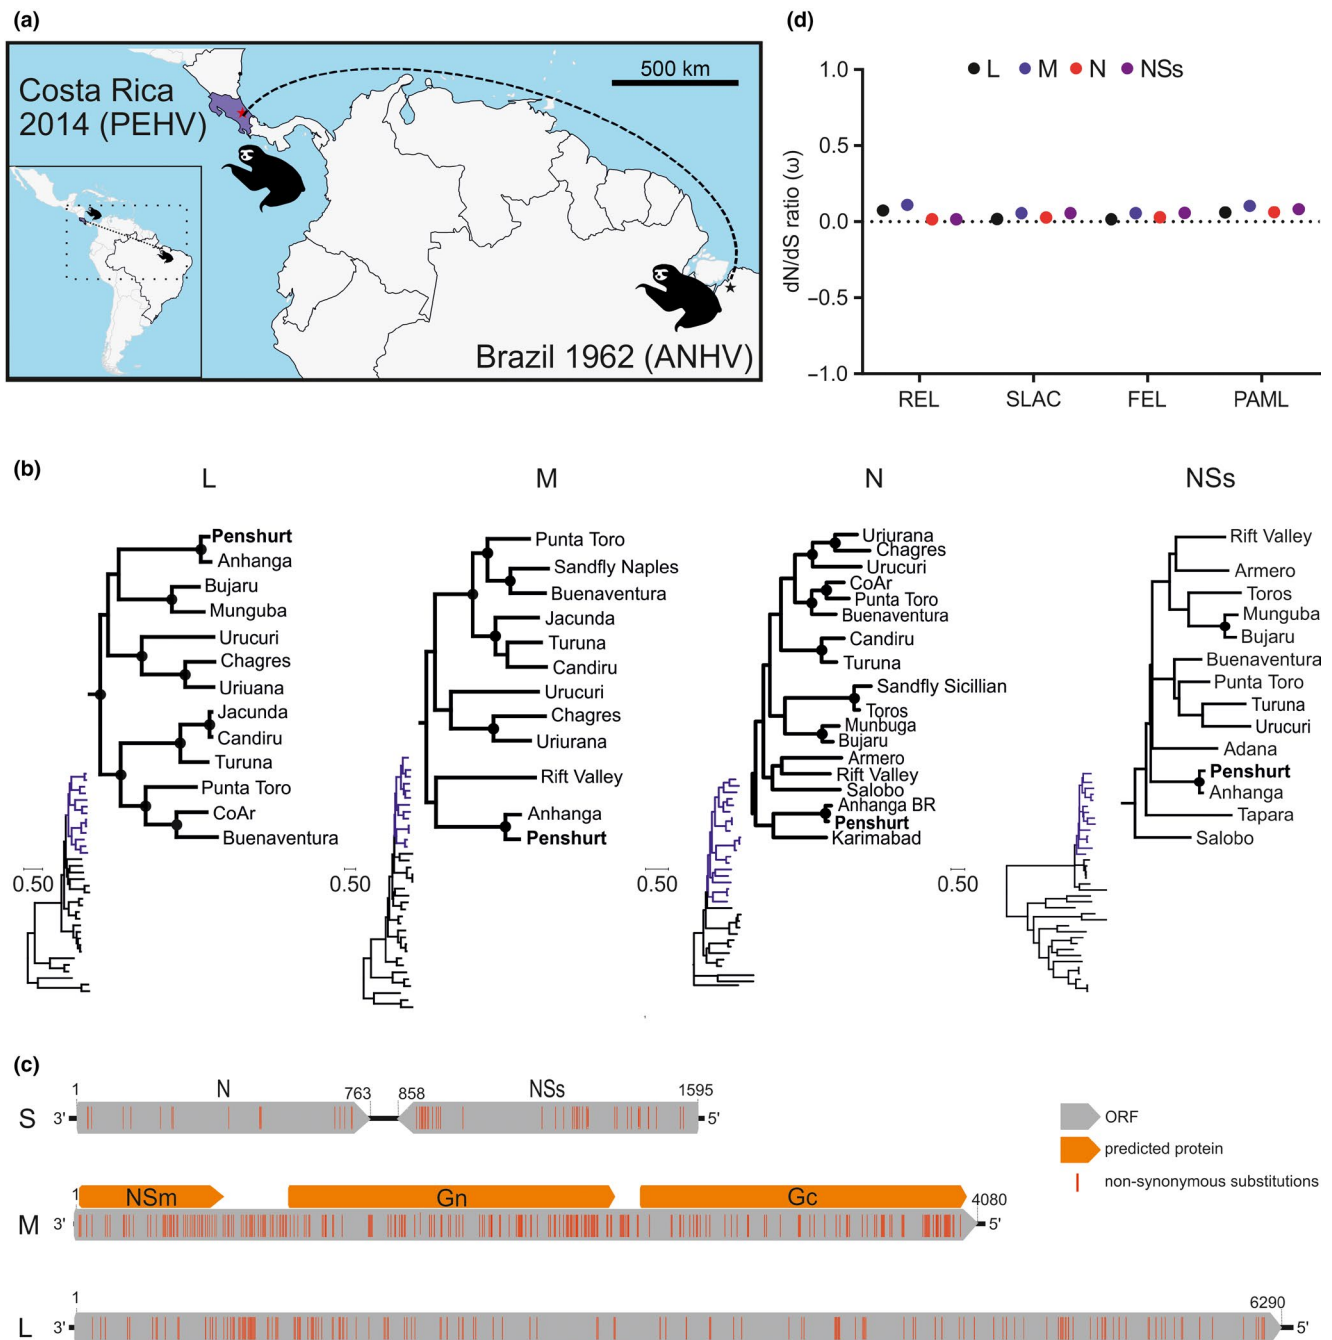 (a)
Costa Rica
2014 (PEHV)
500 km
Brazil 1962 (ANHV)
(d)
L M N NSs
dN/dS ratio (ω)
1.0
0.5
0.0
−0.5
−1.0
REL SLAC FEL PAML
(b)
L
Penshurt
Anhanga
Bujaru
Munguba
Urucuri
Chagres
Uriuana
Jacunda
Candiru
Turuna
Punta Toro
CoAr
Buenaventura
0.50
M
Punta Toro
Sandfly Naples
Buenaventura
Jacunda
Turuna
Candiru
Urucuri
Chagres
Uriurana
Rift Valley
Anhanga
Penshurt
0.50
N
Uriurana
Chagres
Urucuri
CoAr
Punta Toro
Buenaventura
Candiru
Turuna
Sandfly Sicillian
Toros
Munbuga
Bujaru
Armero
Rift Valley
Salobo
Anhanga BR
Penshurt
Karimabad
0.50
NSs
Rift Valley
Armero
Toros
Munguba
Bujaru
Buenaventura
Punta Toro
Turuna
Urucuri
Adana
Penshurt
Anhanga
Tapara
Salobo
0.50
(c)
1 N 763 858 NSs 1595
S 3' 5'
1 NSm Gn Gc 4080
M 3' 5'
1 6290
L 3' 5'
ORF
predicted protein
non-synonymous substitutions